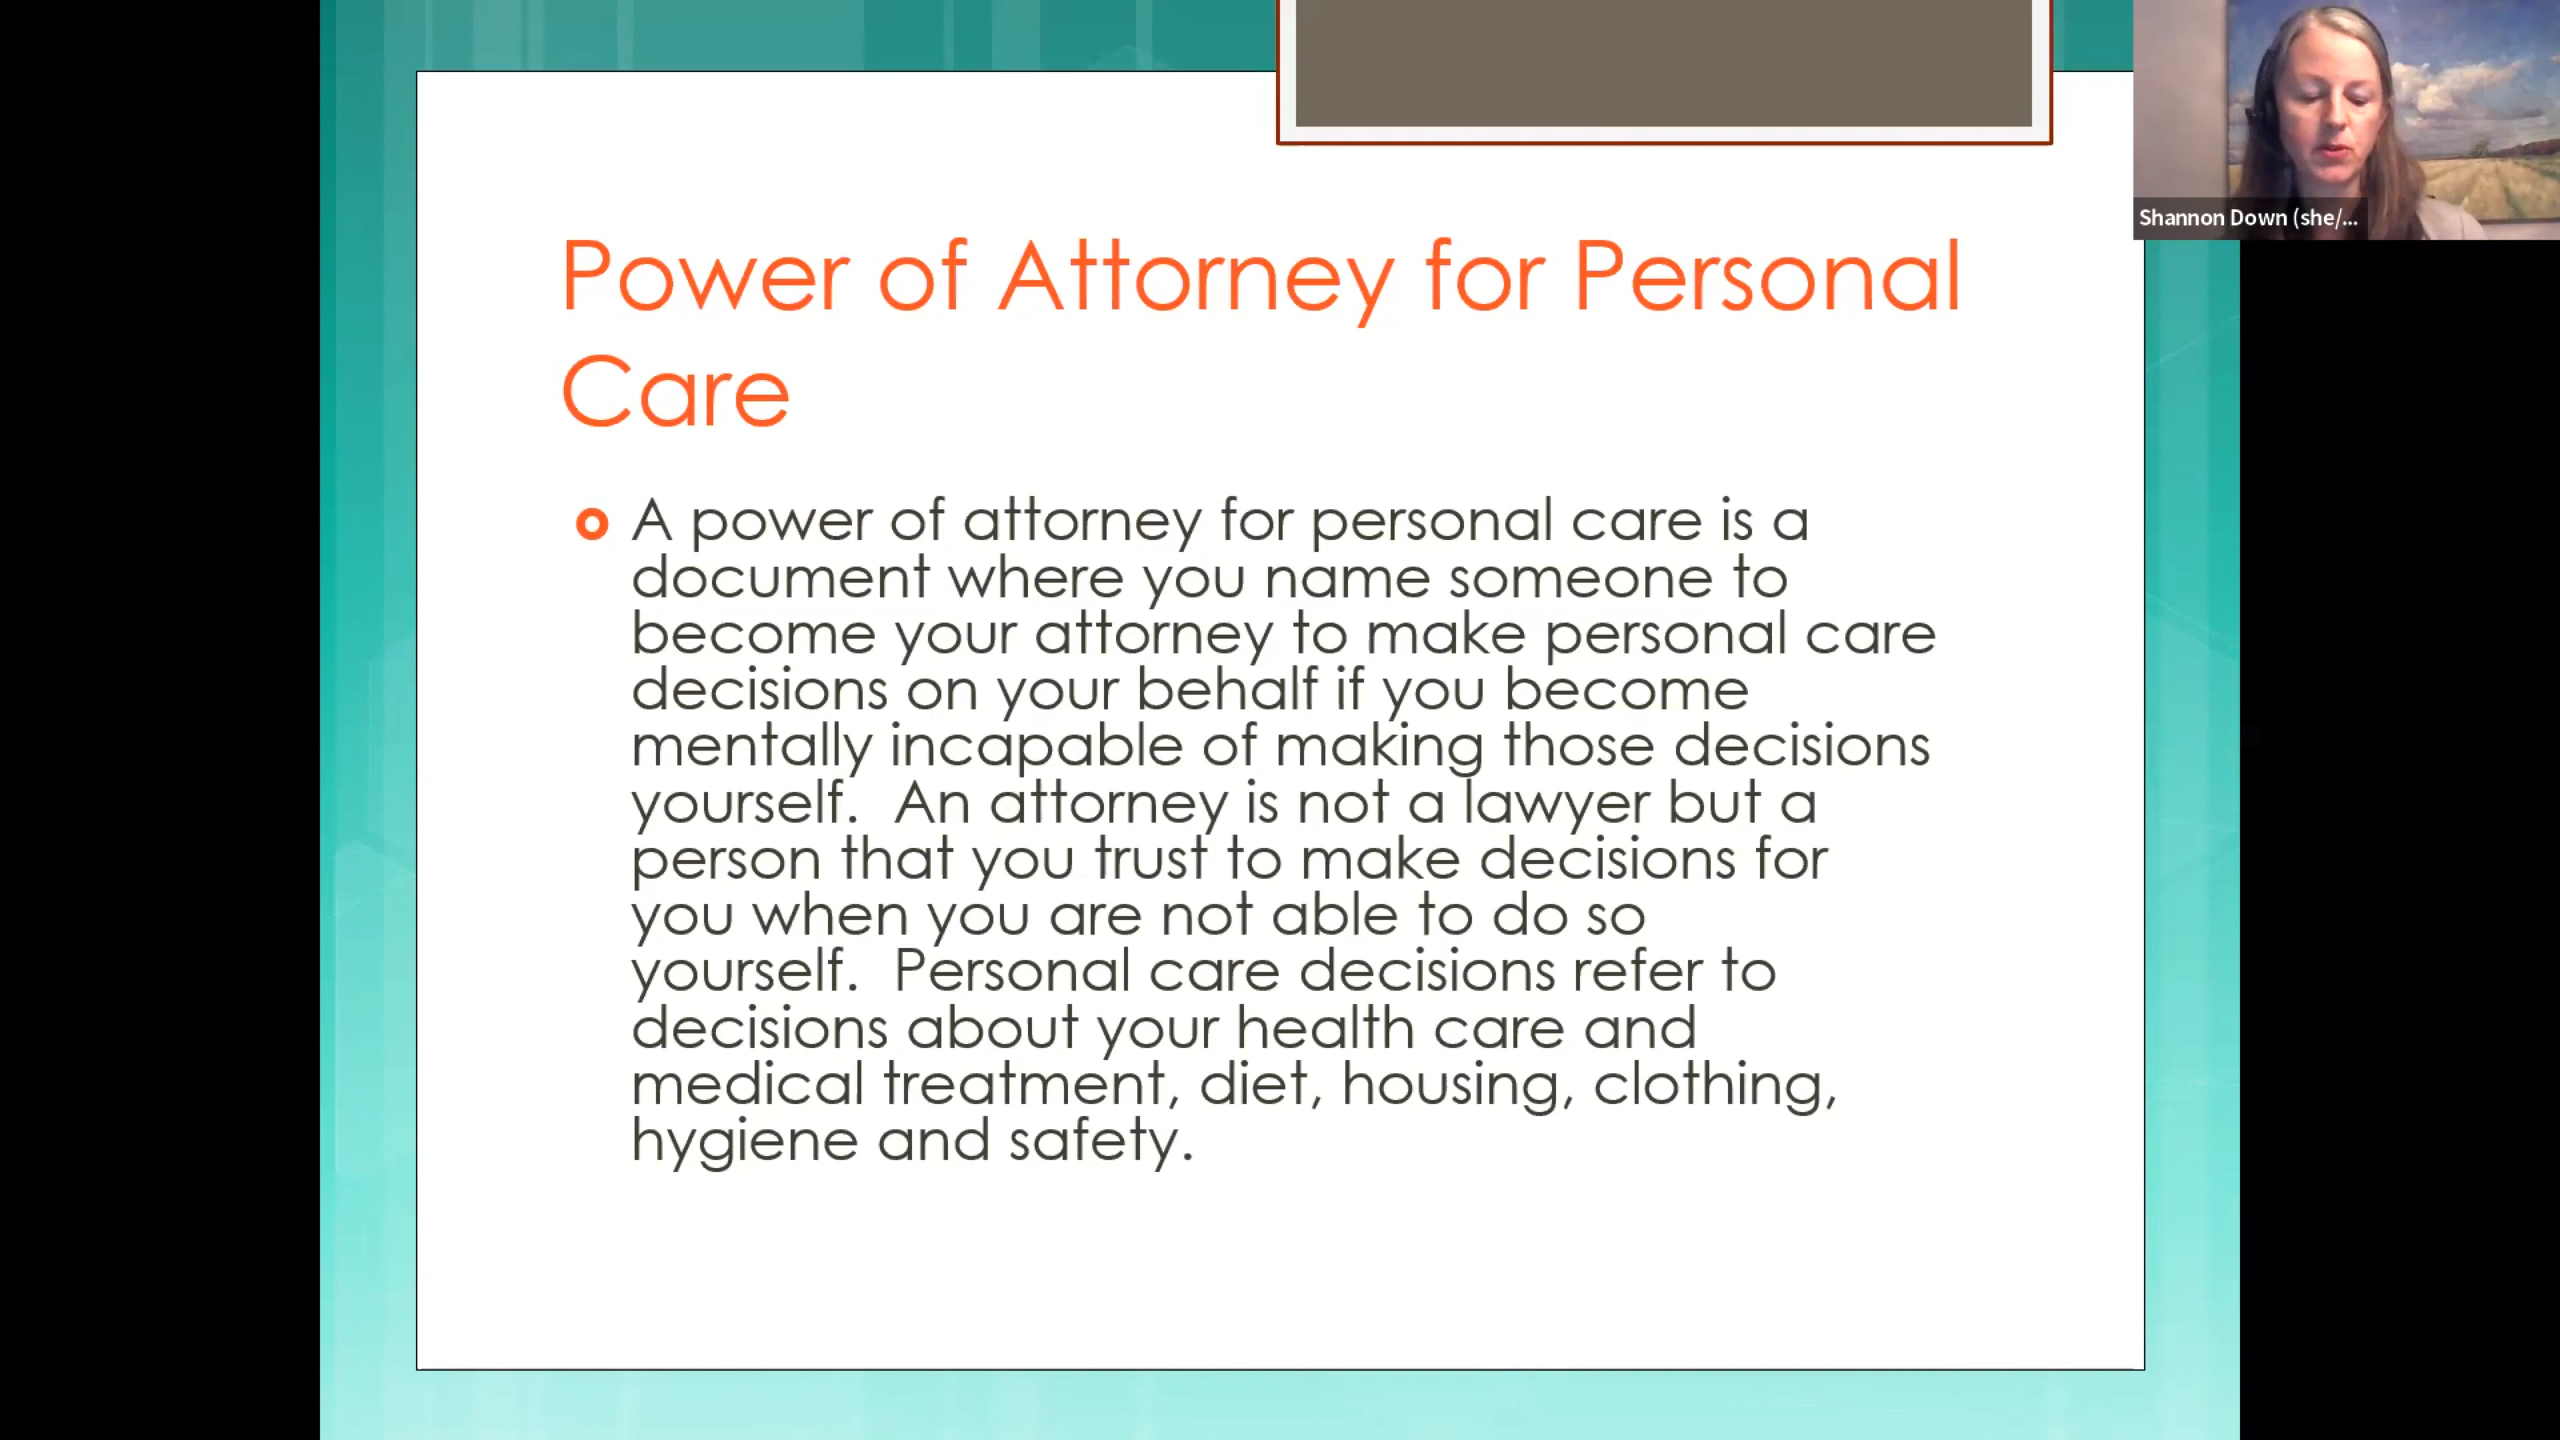 Power of Attorney for Personal
Care
A power of attorney for personal care is a
document where you name someone to
become your attorney to make personal care
decisions on your behalf if you become
mentally incapable of making those decisions
yourself.  An attorney is not a lawyer but a
person that you trust to make decisions for
you when you are not able to do so
yourself.  Personal care decisions refer to
decisions about your health care and
medical treatment, diet, housing, clothing,
hygiene and safety.
Shannon Down (she/...